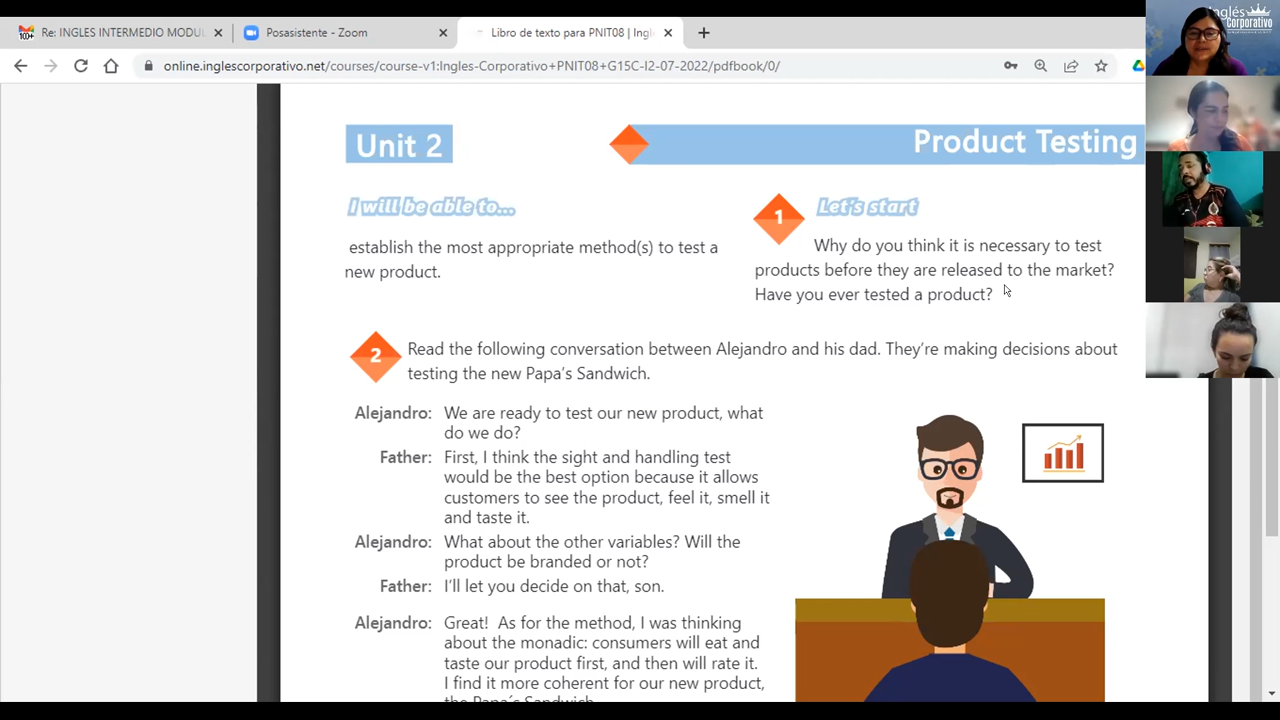 Re: INGLES INTERMEDIO MODUL
Posasistente - Zoom
Libro de texto para PNIT08 | Ingl
online.inglescorporativo.net/courses/course-v1:Ingles-Corporativo+PNIT08+G15C-I2-07-2022/pdfbook/0/
Inglés
Corporativo
Unit 2
Product Testing
I will be able to...
establish the most appropriate method(s) to test a
new product.
1
Let's start
Why do you think it is necessary to test
products before they are released to the market?
Have you ever tested a product?
2
Read the following conversation between Alejandro and his dad. They're making decisions about
testing the new Papa's Sandwich.
Alejandro: We are ready to test our new product, what
do we do?
Father: First, I think the sight and handling test
would be the best option because it allows
customers to see the product, feel it, smell it
and taste it.
Alejandro: What about the other variables? Will the
product be branded or not?
Father: I'll let you decide on that, son.
Alejandro: Great! As for the method, I was thinking
about the monadic: consumers will eat and
taste our product first, and then will rate it.
I find it more coherent for our new product,
the Papa´s Sandwich.